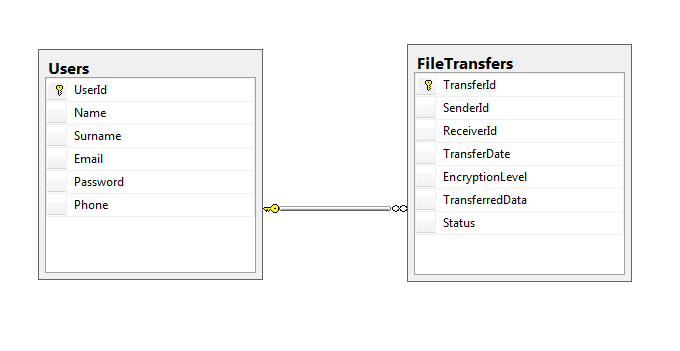 Users
UserId
Name
Surname
Email
Password
Phone
FileTransfers
TransferId
SenderId
ReceiverId
TransferDate
EncryptionLevel
TransferredData
Status